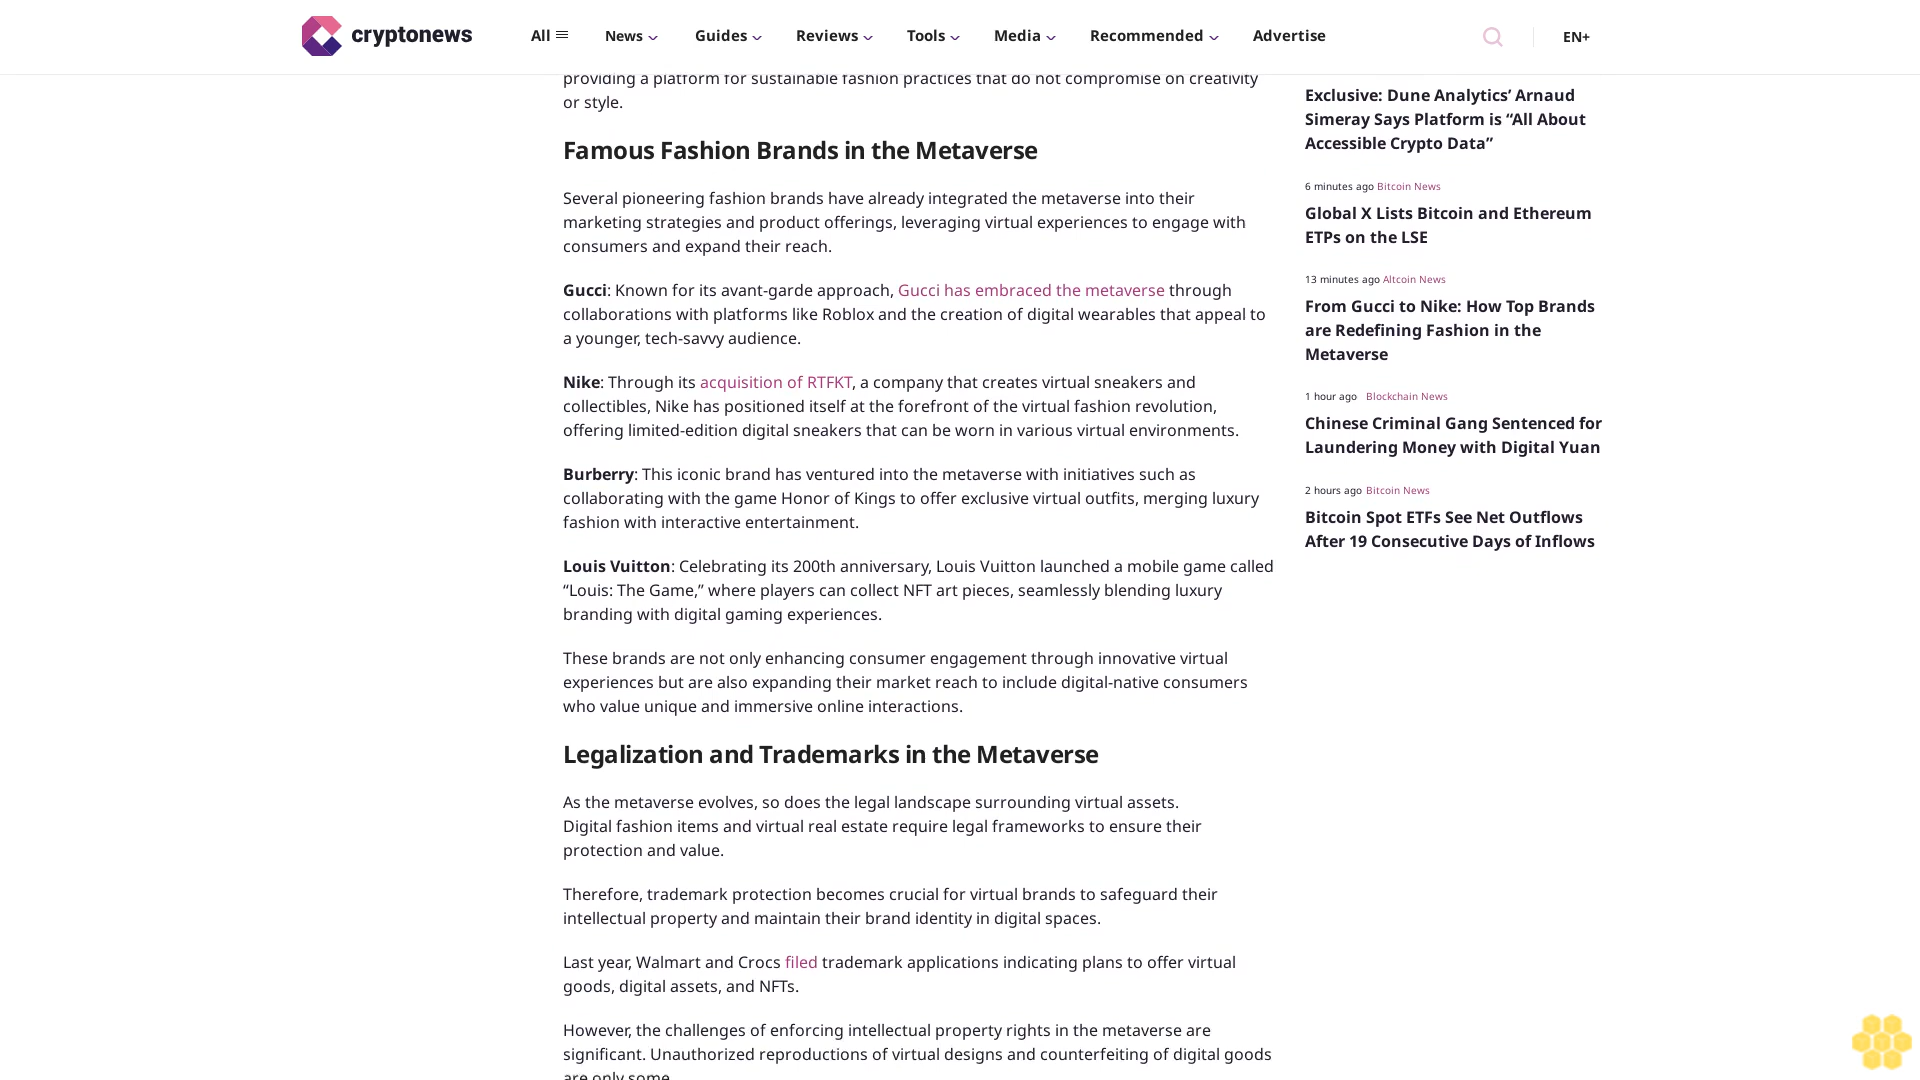 cryptonews
All
News
Guides
Reviews
Tools
Media
Recommended
Advertise
EN+
providing a platform for sustainable fashion practices that do not compromise on creativity
or style.
Famous Fashion Brands in the Metaverse
Several pioneering fashion brands have already integrated the metaverse into their
marketing strategies and product offerings, leveraging virtual experiences to engage with
consumers and expand their reach.
Gucci: Known for its avant-garde approach, Gucci has embraced the metaverse through
collaborations with platforms like Roblox and the creation of digital wearables that appeal to
a younger, tech-savvy audience.
Nike: Through its acquisition of RTFKT, a company that creates virtual sneakers and
collectibles, Nike has positioned itself at the forefront of the virtual fashion revolution,
offering limited-edition digital sneakers that can be worn in various virtual environments.
Burberry: This iconic brand has ventured into the metaverse with initiatives such as
collaborating with the game Honor of Kings to offer exclusive virtual outfits, merging luxury
fashion with interactive entertainment.
Louis Vuitton: Celebrating its 200th anniversary, Louis Vuitton launched a mobile game called
“Louis: The Game,” where players can collect NFT art pieces, seamlessly blending luxury
branding with digital gaming experiences.
These brands are not only enhancing consumer engagement through innovative virtual
experiences but are also expanding their market reach to include digital-native consumers
who value unique and immersive online interactions.
Legalization and Trademarks in the Metaverse
As the metaverse evolves, so does the legal landscape surrounding virtual assets.
Digital fashion items and virtual real estate require legal frameworks to ensure their
protection and value.
Therefore, trademark protection becomes crucial for virtual brands to safeguard their
intellectual property and maintain their brand identity in digital spaces.
Last year, Walmart and Crocs filed trademark applications indicating plans to offer virtual
goods, digital assets, and NFTs.
However, the challenges of enforcing intellectual property rights in the metaverse are
significant. Unauthorized reproductions of virtual designs and counterfeiting of digital goods
are only some
Exclusive: Dune Analytics’ Arnaud
Simeray Says Platform is “All About
Accessible Crypto Data”
6 minutes ago Bitcoin News
Global X Lists Bitcoin and Ethereum
ETPs on the LSE
13 minutes ago Altcoin News
From Gucci to Nike: How Top Brands
are Redefining Fashion in the
Metaverse
1 hour ago Blockchain News
Chinese Criminal Gang Sentenced for
Laundering Money with Digital Yuan
2 hours ago Bitcoin News
Bitcoin Spot ETFs See Net Outflows
After 19 Consecutive Days of Inflows